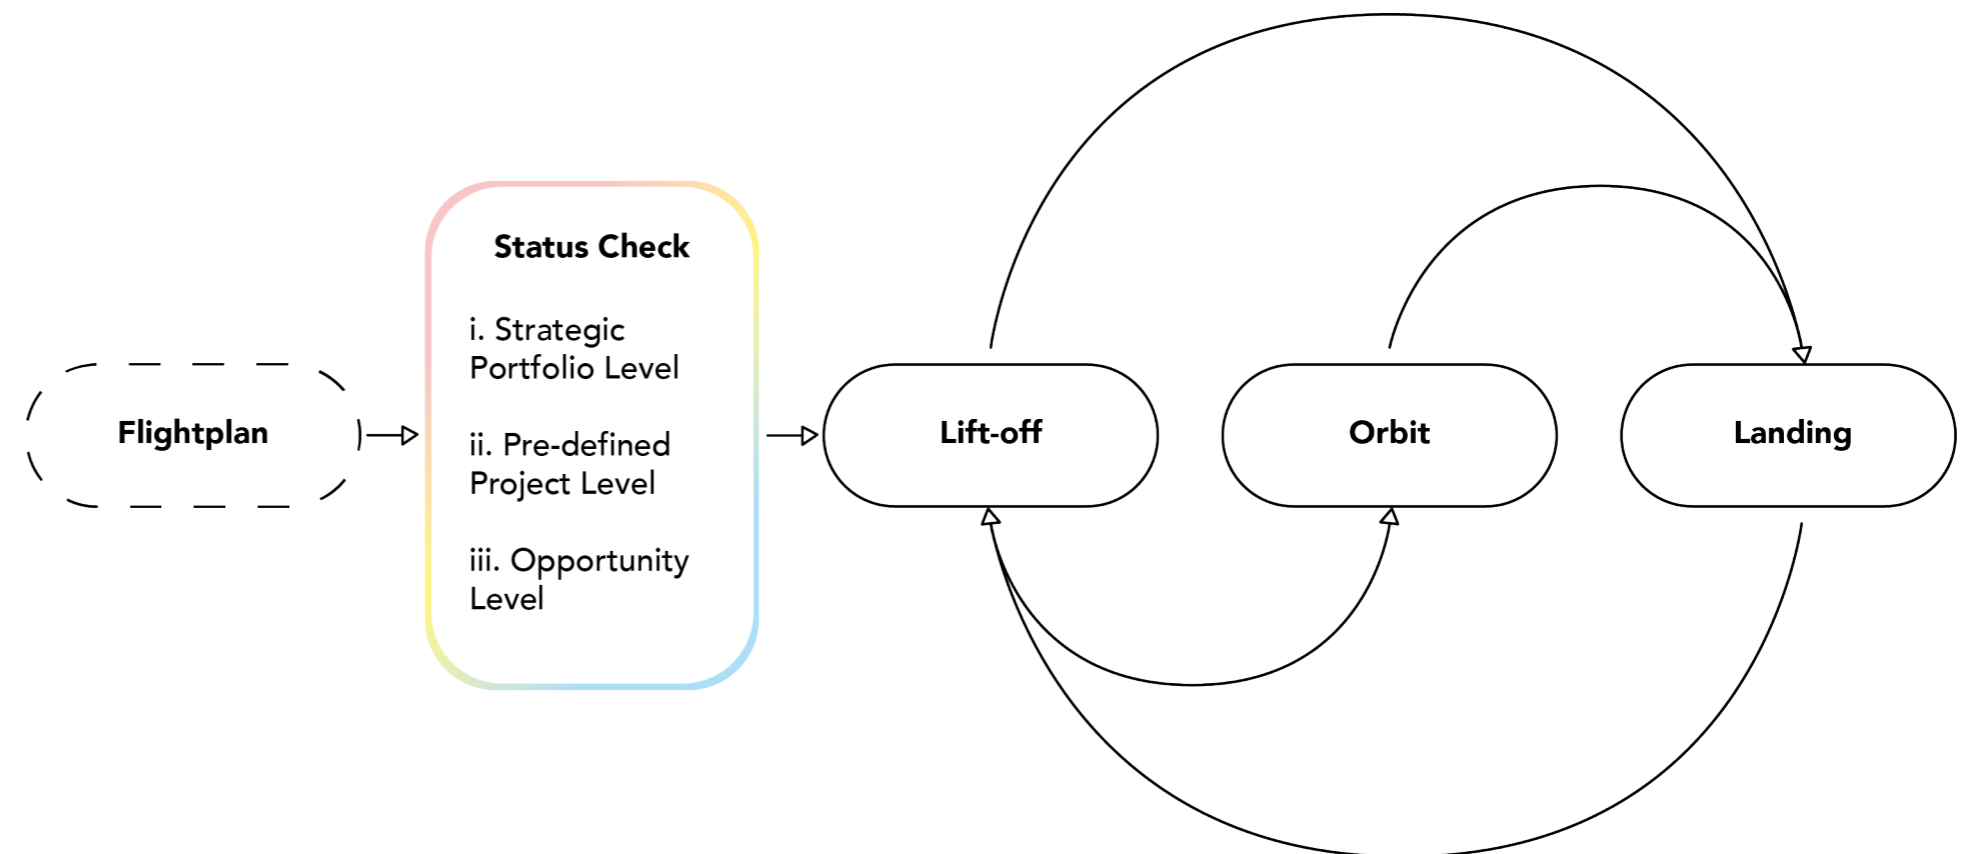 Flightplan
Status Check
i. Strategic
Portfolio Level
ii. Pre-defined
Project Level
iii. Opportunity
Level
Lift-off
Orbit
Landing